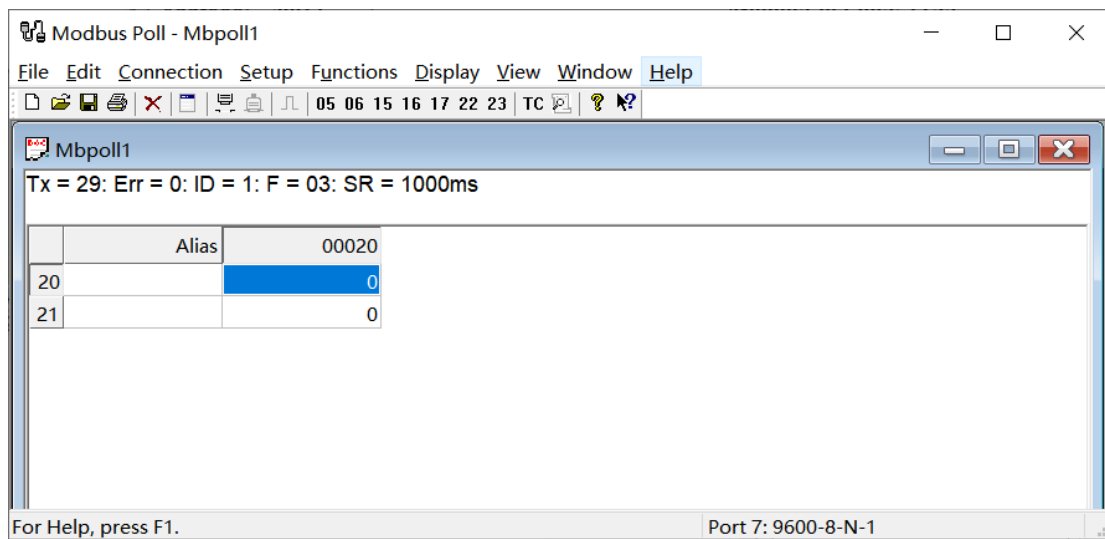 Modbus Poll - Mbpoll1
File Edit Connection Setup Functions Display View Window Help
05 06 15 16 17 22 23 TC
Mbpoll1
Tx = 29: Err = 0: ID = 1: F = 03: SR = 1000ms
Alias 00020
20 0
21 0
For Help, press F1. Port 7: 9600-8-N-1